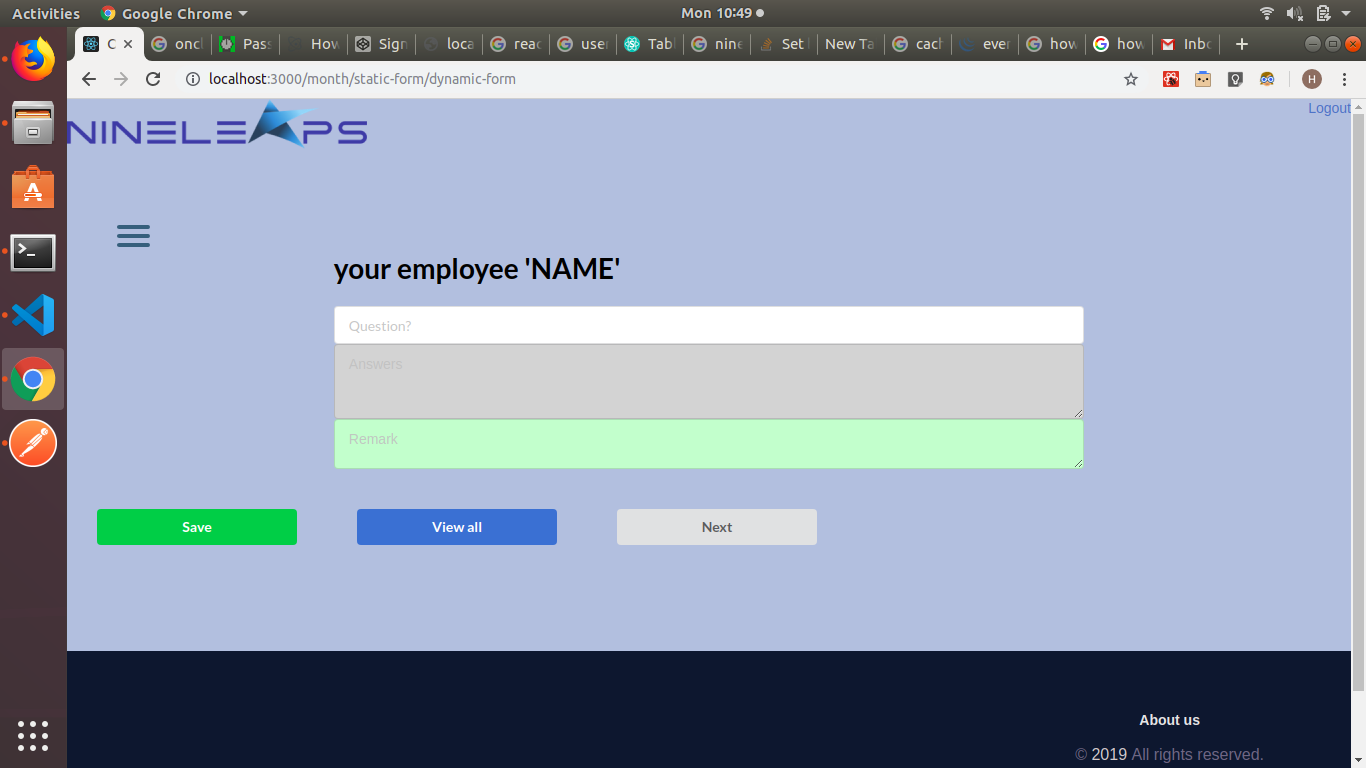 Activities Google Chrome Mon 10:49
C oncl Pass How Sign loca reac user Tabl nine Set New Ta cach ever how how Inbo
localhost:3000/month/static-form/dynamic-form H
NINELEAPS
Logout
your employee 'NAME'
Question?
Answers
Remark
Save View all Next
About us
© 2019 All rights reserved.